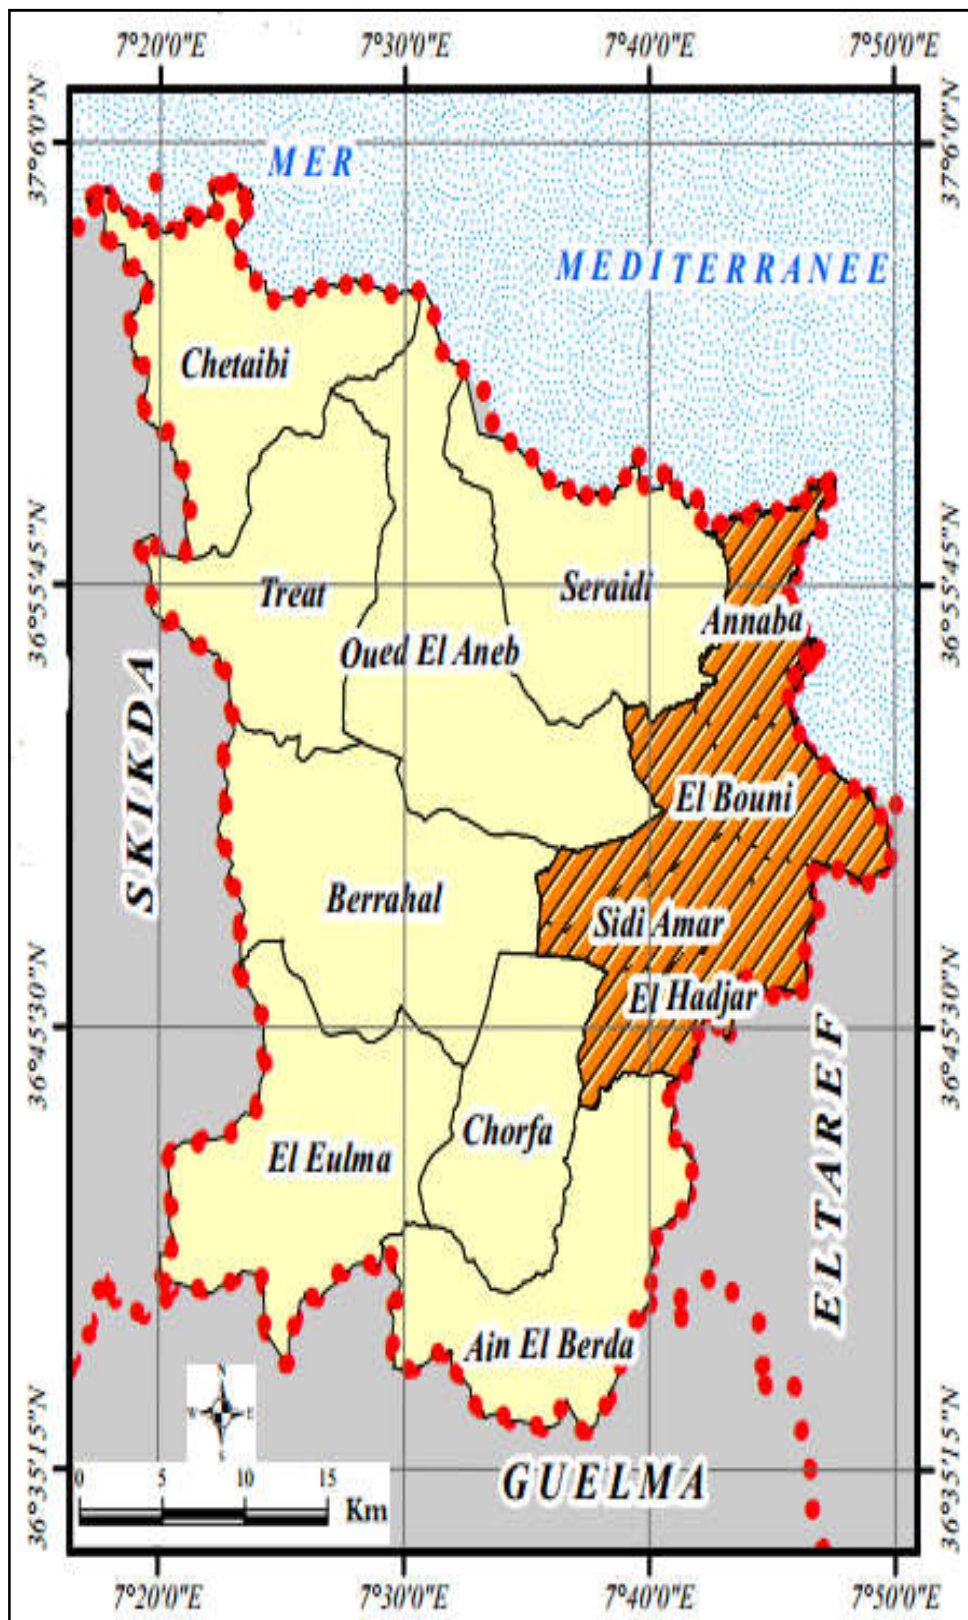 7°20'0"E 7°30'0"E 7°40'0"E 7°50'0"E
37°6'0"N 37°6'0"N
MER
MEDITERRANEE
Chetaibi
36°55'45"N 36°55'45"N
Treat
Seraidi
Annaba
Oued El Aneb
SKIKDA
El Bouni
Berrahal
Sidi Amar
El Hadjar
36°45'30"N 36°45'30"N
Chorfa
El Eulma
ELTAREF
Ain El Berda
N
W E
S
36°35'15"N 36°35'15"N
GUELMA
0 5 10 15
Km
7°20'0"E 7°30'0"E 7°40'0"E 7°50'0"E